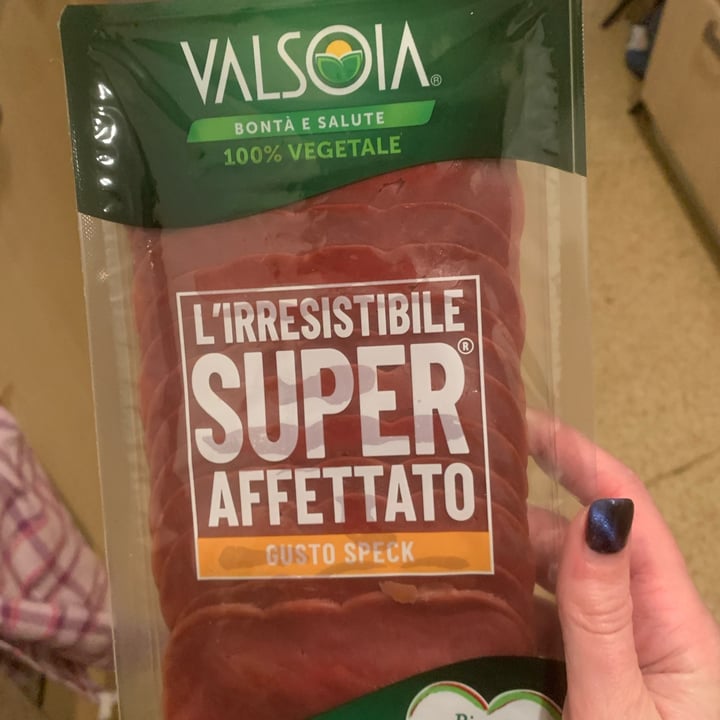 VALSOIA®
BONTÀ E SALUTE
100% VEGETALE
L'IRRESISTIBILE
SUPER®
AFFETTATO
GUSTO SPECK